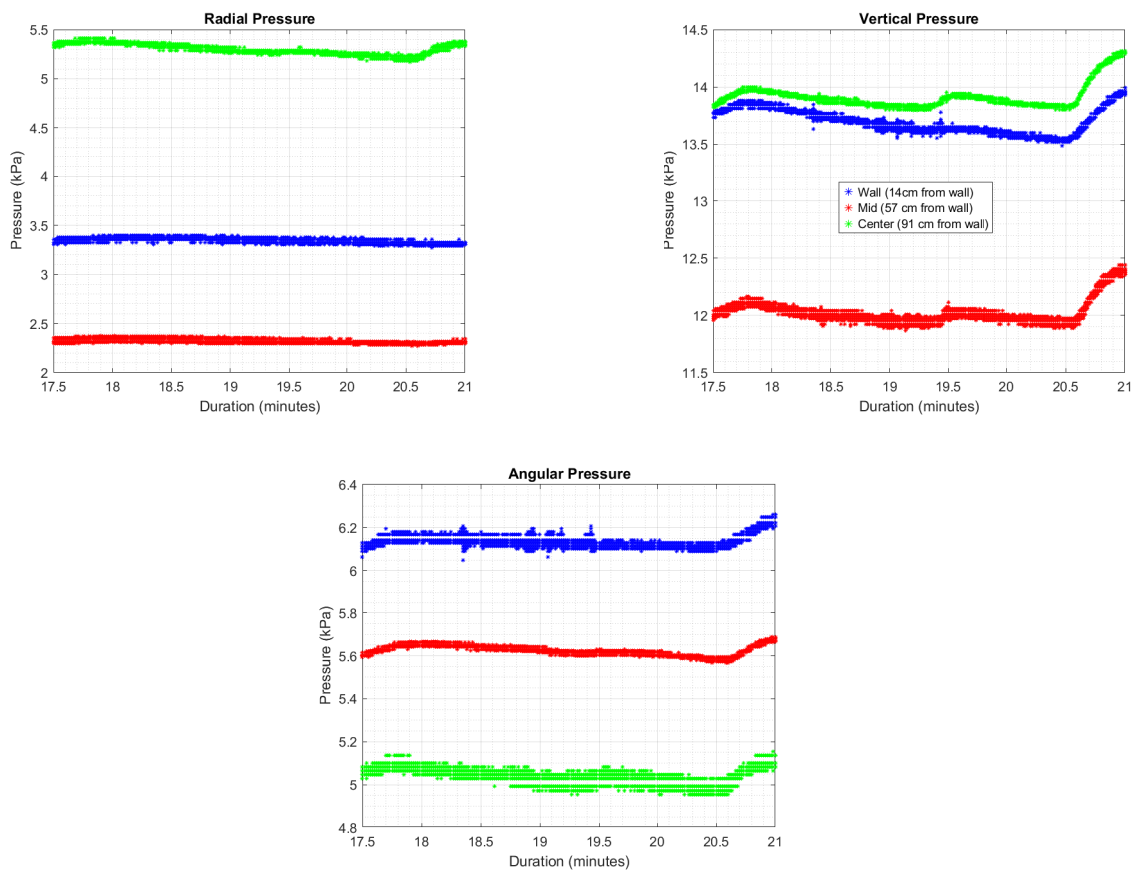 Radial Pressure
5.5
5
4.5
4
3.5
3
2.5
2
Pressure (kPa)
17.5 18 18.5 19 19.5 20 20.5 21
Duration (minutes)
Vertical Pressure
14.5
14
13.5
13
12.5
12
11.5
Pressure (kPa)
Wall (14cm from wall)
Mid (57 cm from wall)
Center (91 cm from wall)
17.5 18 18.5 19 19.5 20 20.5 21
Duration (minutes)
Angular Pressure
6.4
6.2
6
5.8
5.6
5.4
5.2
5
4.8
Pressure (kPa)
17.5 18 18.5 19 19.5 20 20.5 21
Duration (minutes)